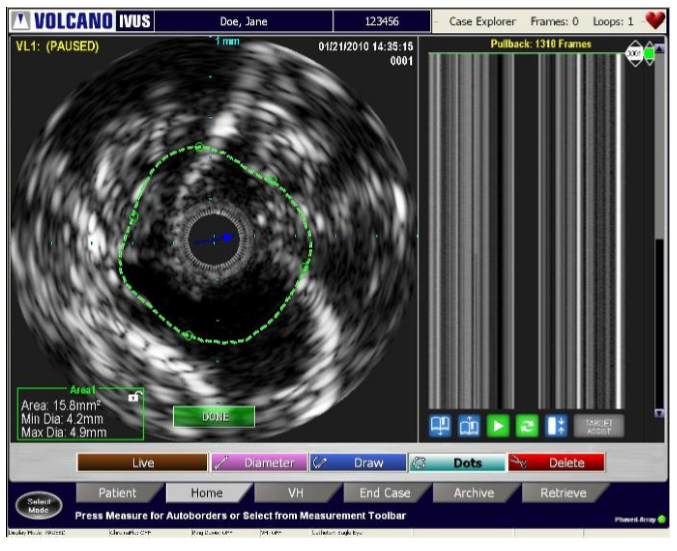 VOLCANO IVUS
Doe, Jane
123456
Case Explorer Frames: 0 Loops: 1
VL1: (PAUSED)
1 mm
01/21/2010 14:35:15
0001
Pullback: 1310 Frames
0001
Area1
Area: 15.8mm²
Min Dia: 4.2mm
Max Dia: 4.9mm
DONE
TARGET
ASSIST
Live
Diameter
Draw
Dots
Delete
Select
Mode
Patient
Home
VH
End Case
Archive
Retrieve
Press Measure for Autoborders or Select from Measurement Toolbar
Phased Array
Display Mode: PAUSED
ChromaFlo: OFF
Ring Down: OFF
VH: OFF
Catheter: Eagle Eye